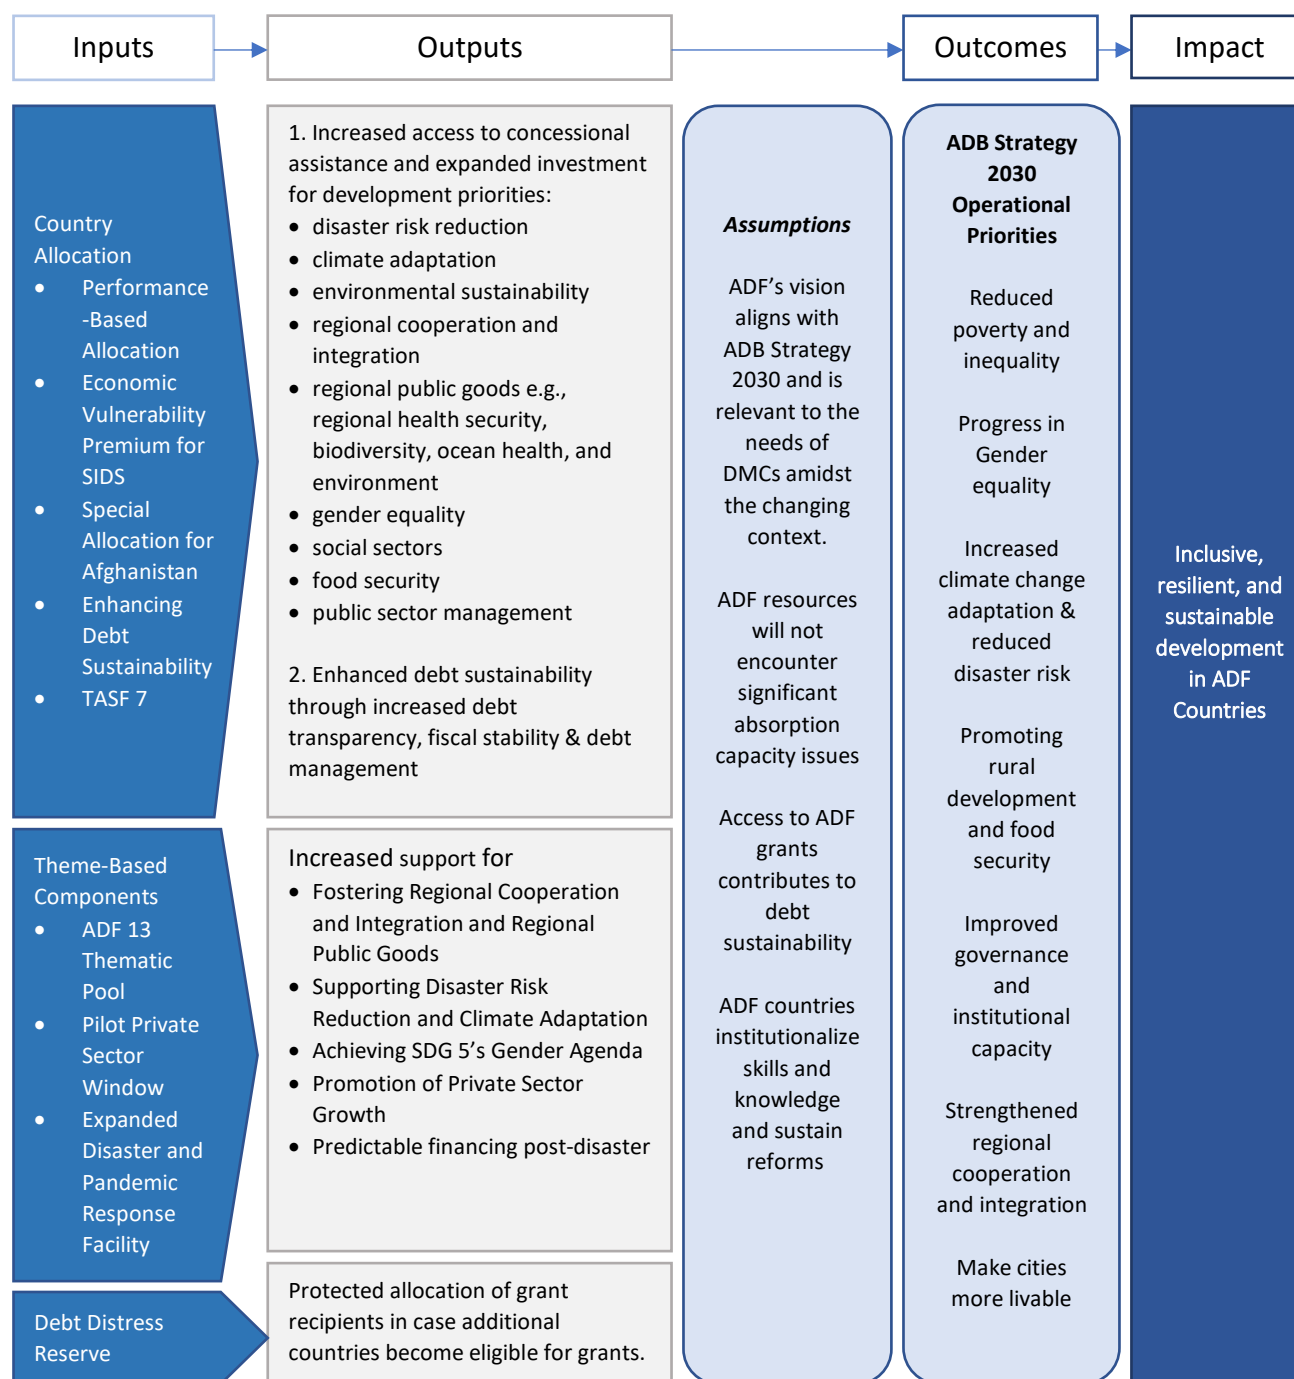 Inputs
Outputs
Outcomes
Impact
Country
Allocation
• Performance
-Based
Allocation
• Economic
Vulnerability
Premium for
SIDS
• Special
Allocation for
Afghanistan
• Enhancing
Debt
Sustainability
• TASF 7
1. Increased access to concessional
assistance and expanded investment
for development priorities:
• disaster risk reduction
• climate adaptation
• environmental sustainability
• regional cooperation and
integration
• regional public goods e.g.,
regional health security,
biodiversity, ocean health, and
environment
• gender equality
• social sectors
• food security
• public sector management
2. Enhanced debt sustainability
through increased debt
transparency, fiscal stability & debt
management
Theme-Based
Components
• ADF 13
Thematic
Pool
• Pilot Private
Sector
Window
• Expanded
Disaster and
Pandemic
Response
Facility
Increased support for
• Fostering Regional Cooperation
and Integration and Regional
Public Goods
• Supporting Disaster Risk
Reduction and Climate Adaptation
• Achieving SDG 5’s Gender Agenda
• Promotion of Private Sector
Growth
• Predictable financing post-disaster
Debt Distress
Reserve
Protected allocation of grant
recipients in case additional
countries become eligible for grants.
Assumptions
ADF’s vision
aligns with
ADB Strategy
2030 and is
relevant to the
needs of
DMCs amidst
the changing
context.
ADF resources
will not
encounter
significant
absorption
capacity issues
Access to ADF
grants
contributes to
debt
sustainability
ADF countries
institutionalize
skills and
knowledge
and sustain
reforms
ADB Strategy
2030
Operational
Priorities
Reduced
poverty and
inequality
Progress in
Gender
equality
Increased
climate change
adaptation &
reduced
disaster risk
Promoting
rural
development
and food
security
Improved
governance
and
institutional
capacity
Strengthened
regional
cooperation
and integration
Make cities
more livable
Inclusive,
resilient, and
sustainable
development
in ADF
Countries